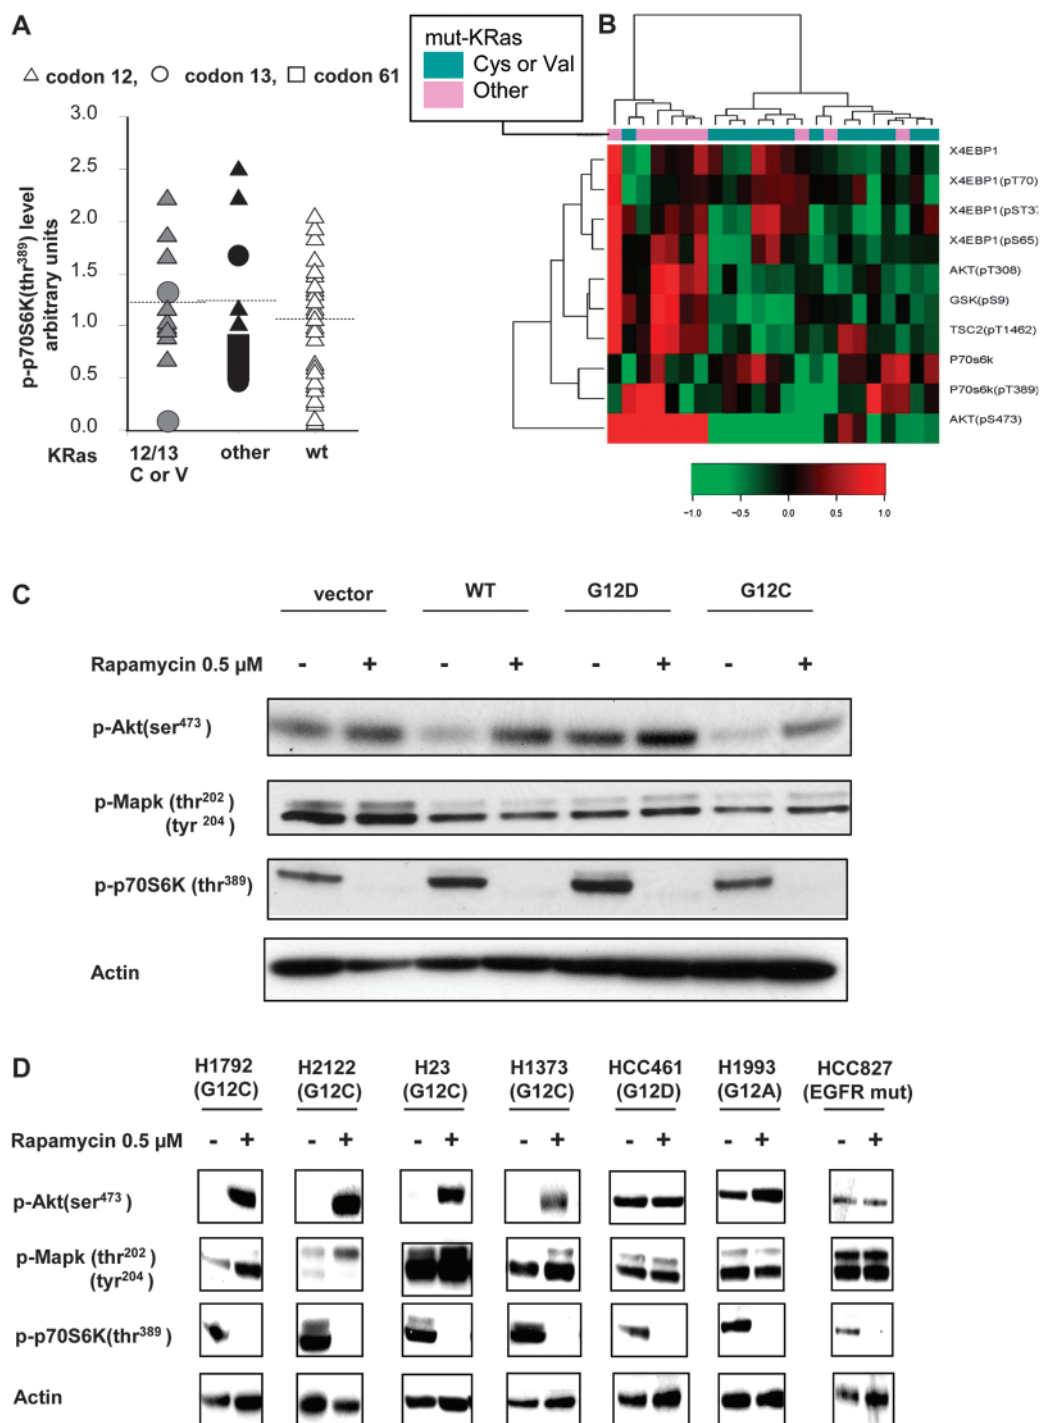 A
B
mut-KRas
Cys or Val
Other
△ codon 12, ○ codon 13, □ codon 61
p-p70S6K(thr389) level
arbitrary units
3.0
2.5
2.0
1.5
1.0
0.5
0.0
KRas
12/13
C or V
other
wt
X4EBP1
X4EBP1(pT70)
X4EBP1(pST37
X4EBP1(pS65)
AKT(pT308)
GSK(pS9)
TSC2(pT1462)
P70s6k
P70s6k(pT389)
AKT(pS473)
−1.0 −0.5 0.0 0.5 1.0
C
vector WT G12D G12C
Rapamycin 0.5 µM - + - + - + - +
p-Akt(ser473)
p-Mapk (thr202)
(tyr 204)
p-p70S6K (thr389)
Actin
D
H1792 H2122 H23 H1373 HCC461 H1993 HCC827
(G12C) (G12C) (G12C) (G12C) (G12D) (G12A) (EGFR mut)
Rapamycin 0.5 µM - + - + - + - + - + - + - +
p-Akt(ser473)
p-Mapk (thr202)
(tyr204)
p-p70S6K(thr389)
Actin